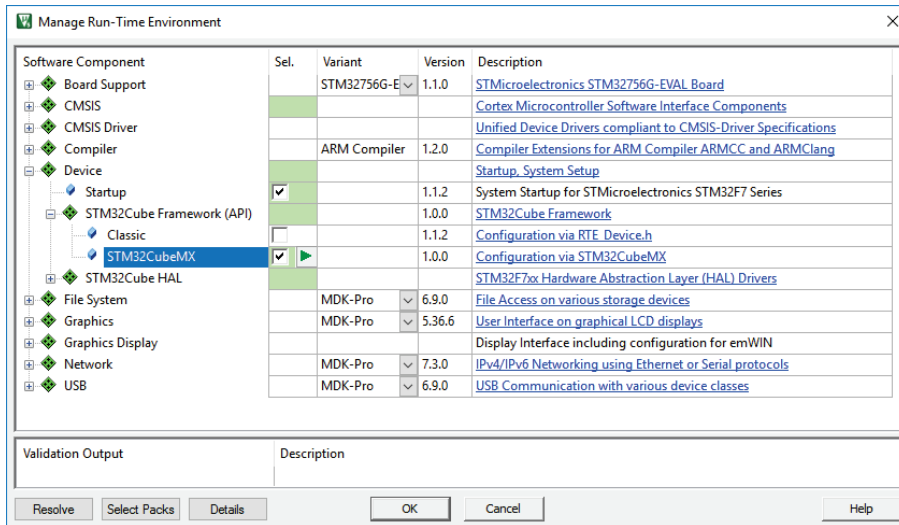 Manage Run-Time Environment
Software Component Sel. Variant Version Description
Board Support STM32756G-E 1.1.0 STMicroelectronics STM32756G-EVAL Board
CMSIS Cortex Microcontroller Software Interface Components
CMSIS Driver Unified Device Drivers compliant to CMSIS-Driver Specifications
Compiler ARM Compiler 1.2.0 Compiler Extensions for ARM Compiler ARMCC and ARMClang
Device Startup, System Setup
Startup 1.1.2 System Startup for STMicroelectronics STM32F7 Series
STM32Cube Framework (API) 1.0.0 STM32Cube Framework
Classic 1.1.2 Configuration via RTE_Device.h
STM32CubeMX 1.0.0 Configuration via STM32CubeMX
STM32Cube HAL STM32F7xx Hardware Abstraction Layer (HAL) Drivers
File System MDK-Pro 6.9.0 File Access on various storage devices
Graphics MDK-Pro 5.36.6 User Interface on graphical LCD displays
Graphics Display Display Interface including configuration for emWIN
Network MDK-Pro 7.3.0 IPv4/IPv6 Networking using Ethernet or Serial protocols
USB MDK-Pro 6.9.0 USB Communication with various device classes
Validation Output Description
Resolve Select Packs Details OK Cancel Help